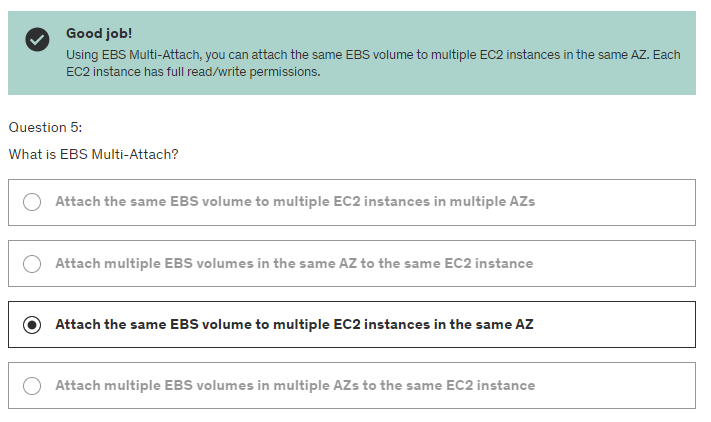 Good job!
Using EBS Multi-Attach, you can attach the same EBS volume to multiple EC2 instances in the same AZ. Each
EC2 instance has full read/write permissions.
Question 5:
What is EBS Multi-Attach?
Attach the same EBS volume to multiple EC2 instances in multiple AZs
Attach multiple EBS volumes in the same AZ to the same EC2 instance
Attach the same EBS volume to multiple EC2 instances in the same AZ
Attach multiple EBS volumes in multiple AZs to the same EC2 instance